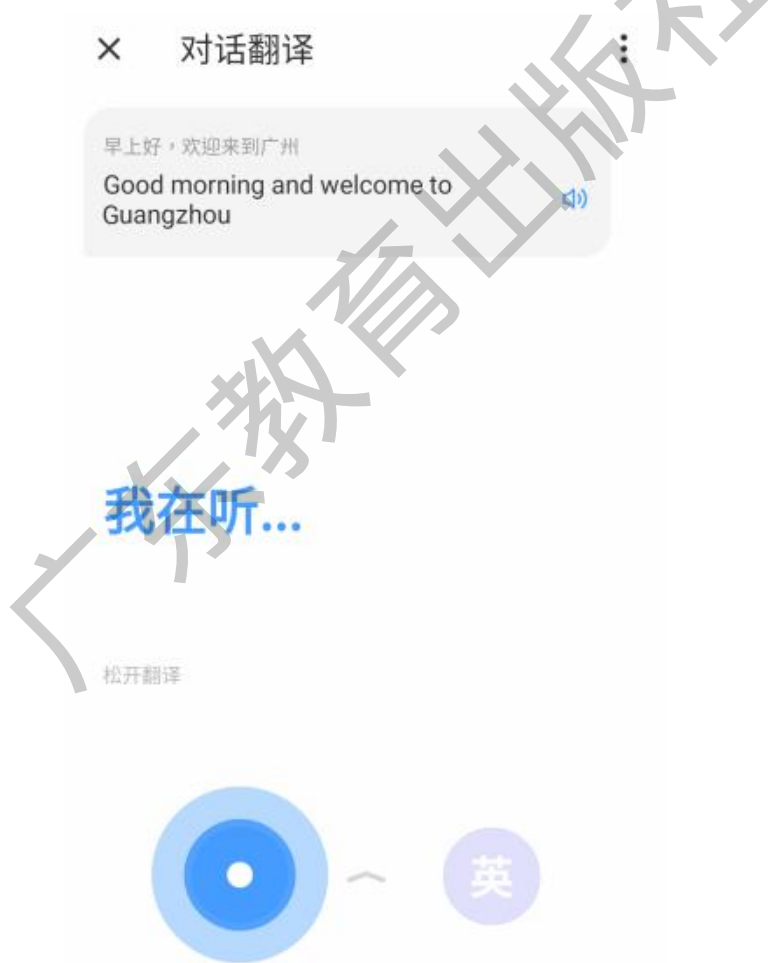 对话翻译
早上好，欢迎来到广州
Good morning and welcome to
Guangzhou
我在听...
松开翻译
英
广东教育出版社